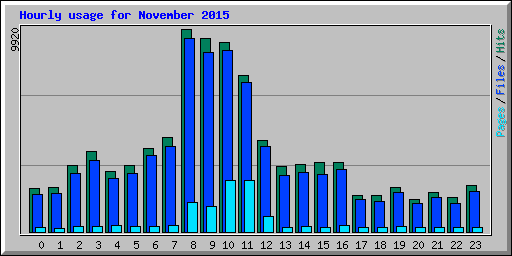 Hourly usage for November 2015
9920
Pages/Files/Hits
0 1 2 3 4 5 6 7 8 9 10 11 12 13 14 15 16 17 18 19 20 21 22 23